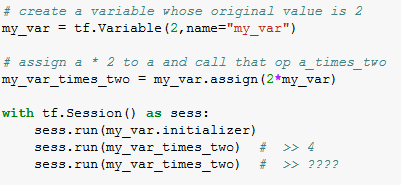 # create a variable whose original value is 2
my_var = tf.Variable(2,name="my_var")
# assign a * 2 to a and call that op a_times_two
my_var_times_two = my_var.assign(2*my_var)
with tf.Session() as sess:
    sess.run(my_var.initializer)
    sess.run(my_var_times_two)  #  >> 4
    sess.run(my_var_times_two)  #  >> ????